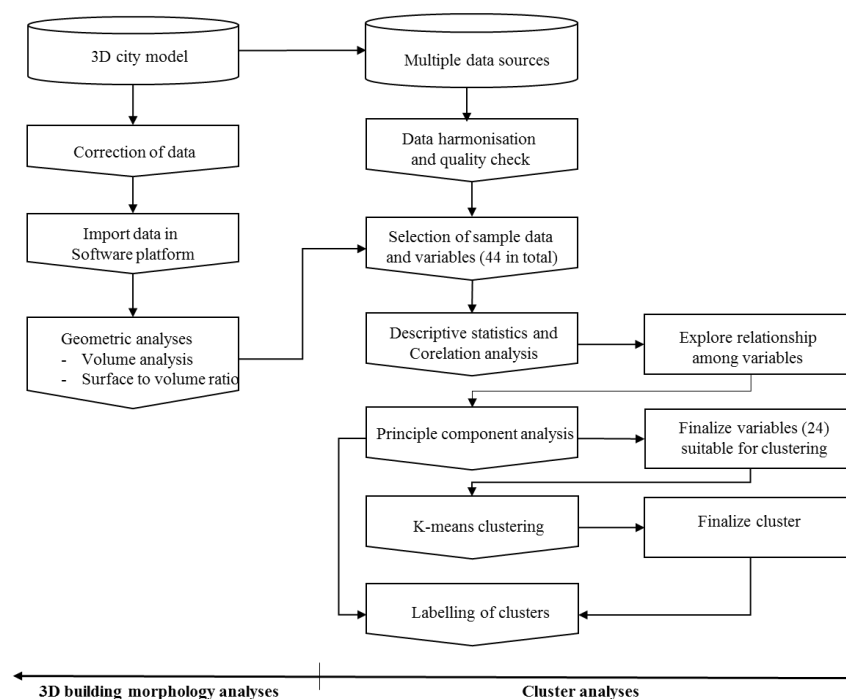 3D city model
Multiple data sources
Correction of data
Data harmonisation
and quality check
Import data in
Software platform
Selection of sample data
and variables (44 in total)
Geometric analyses
- Volume analysis
- Surface to volume ratio
Descriptive statistics and
Corelation analysis
Explore relationship
among variables
Principle component analysis
Finalize variables (24)
suitable for clustering
K-means clustering
Finalize cluster
Labelling of clusters
3D building morphology analyses
Cluster analyses